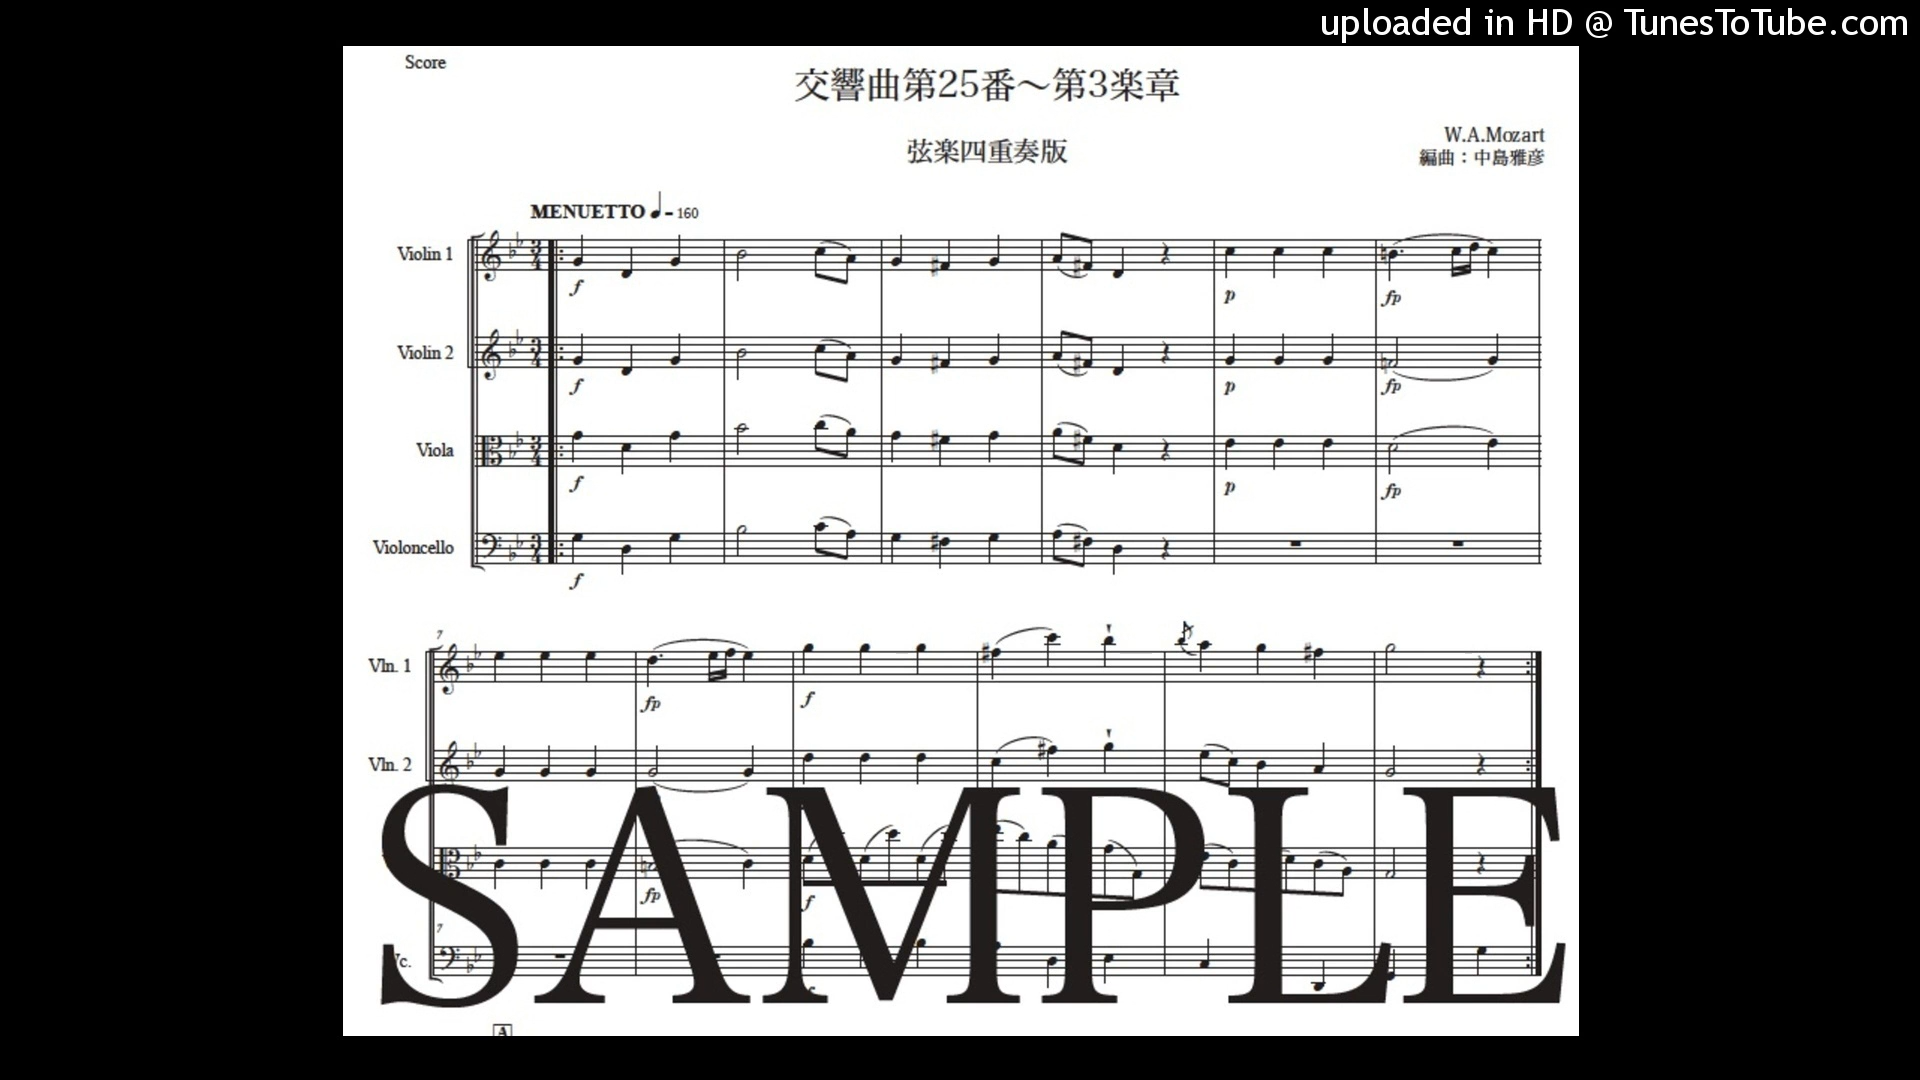 uploaded in HD @ TunesToTube.com
Score
交響曲第25番～第3楽章
弦楽四重奏版
W.A.Mozart
編曲：中島雅彦
MENUETTO ♩= 160
Violin 1
f
p
fp
Violin 2
f
p
fp
Viola
f
p
fp
Violoncello
f
7
Vln. 1
fp
f
Vln. 2
fp
f
7
Vc.
SAMPLE
A